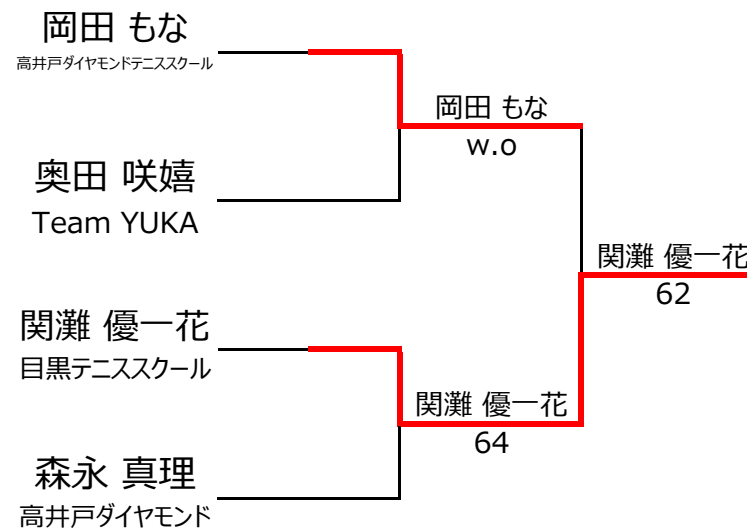 岡田 もな
高井戸ダイヤモンドテニススクール
岡田 もな
w.o
奥田 咲嬉
Team YUKA
関灘 優一花
62
関灘 優一花
目黒テニススクール
関灘 優一花
64
森永 真理
高井戸ダイヤモンド